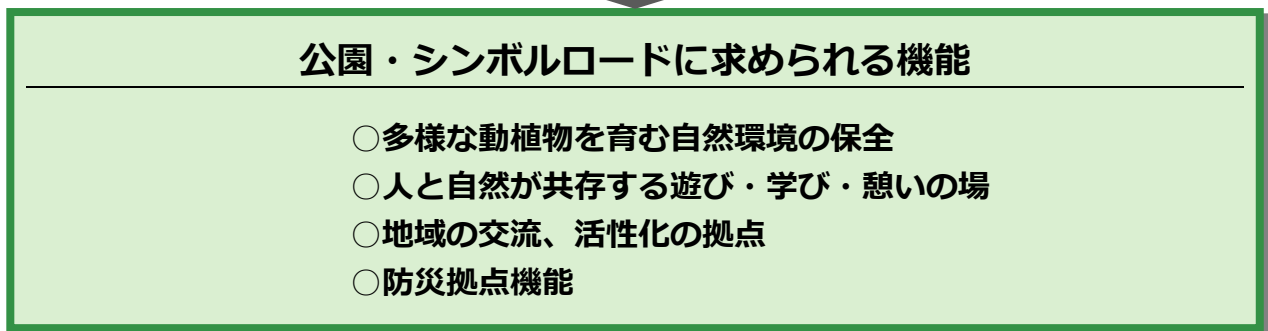 公園・シンボルロードに求められる機能
○多様な動植物を育む自然環境の保全
○人と自然が共存する遊び・学び・憩いの場
○地域の交流、活性化の拠点
○防災拠点機能